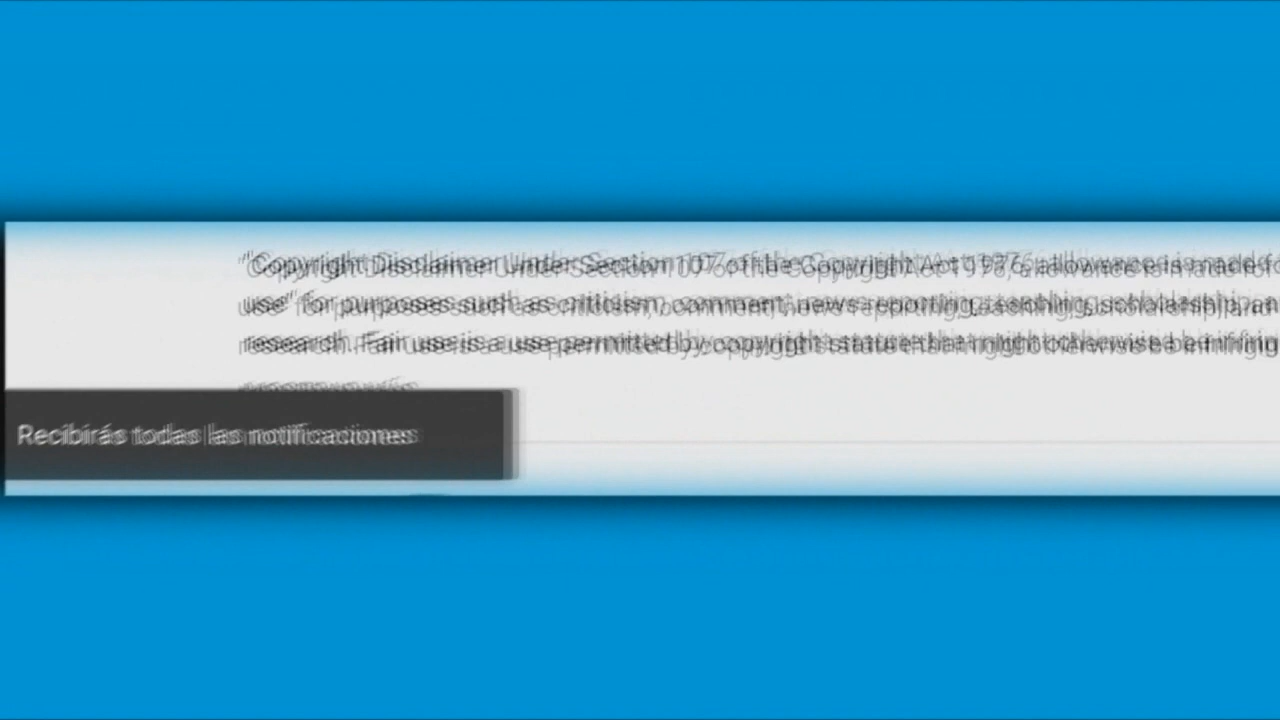 "Copyright Disclaimer Under Section 107 of the Copyright Act 1976, allowance is made
use" for purposes such as criticism, comment, news reporting, teaching, scholarship,
research. Fair use is a use permitted by copyright statute that might otherwise be
Recibirás todas las notificaciones